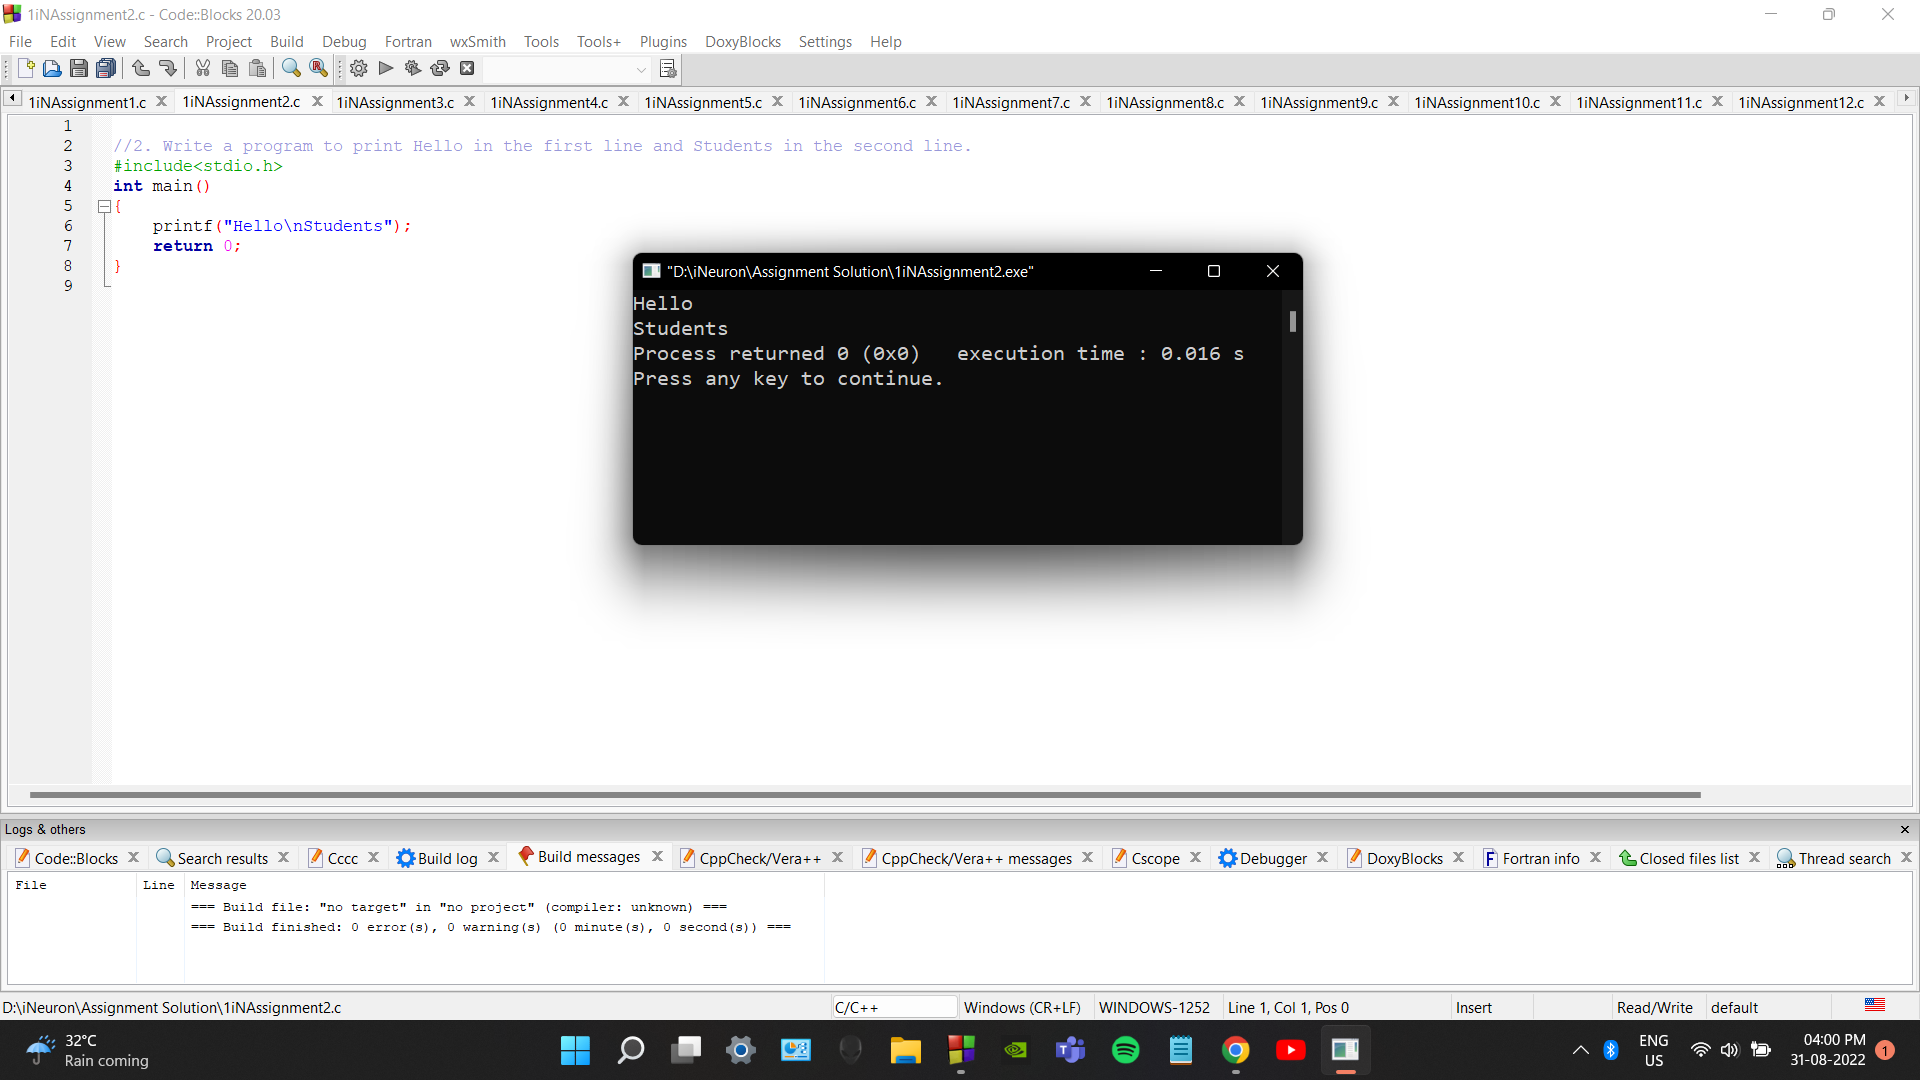 1iNAssignment2.c - Code::Blocks 20.03
File Edit View Search Project Build Debug Fortran wxSmith Tools Tools+ Plugins DoxyBlocks Settings Help
1iNAssignment1.c 1iNAssignment2.c 1iNAssignment3.c 1iNAssignment4.c 1iNAssignment5.c 1iNAssignment6.c 1iNAssignment7.c 1iNAssignment8.c 1iNAssignment9.c 1iNAssignment10.c 1iNAssignment11.c 1iNAssignment12.c
1
2 //2. Write a program to print Hello in the first line and Students in the second line.
3 #include<stdio.h>
4 int main()
5 {
6 printf("Hello\nStudents");
7 return 0;
8 }
9
"D:\iNeuron\Assignment Solution\1iNAssignment2.exe"
Hello
Students
Process returned 0 (0x0)   execution time : 0.016 s
Press any key to continue.
Logs & others
Code::Blocks Search results Cccc Build log Build messages CppCheck/Vera++ CppCheck/Vera++ messages Cscope Debugger DoxyBlocks Fortran info Closed files list Thread search
File Line Message
=== Build file: "no target" in "no project" (compiler: unknown) ===
=== Build finished: 0 error(s), 0 warning(s) (0 minute(s), 0 second(s)) ===
D:\iNeuron\Assignment Solution\1iNAssignment2.c C/C++ Windows (CR+LF) WINDOWS-1252 Line 1, Col 1, Pos 0 Insert Read/Write default
32°C
Rain coming
ENG
US
04:00 PM
31-08-2022
1